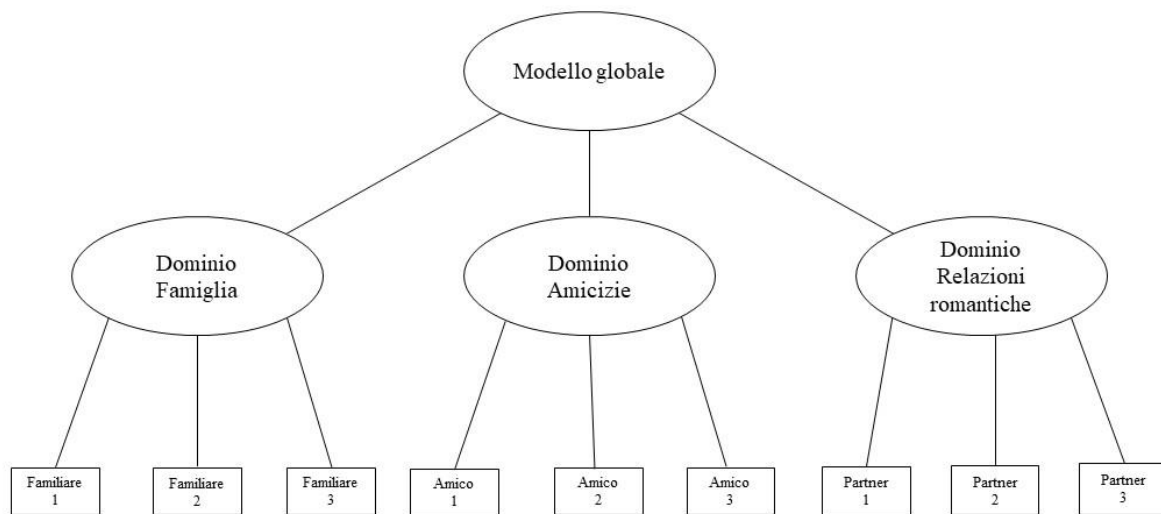 Modello globale
Dominio
Famiglia
Dominio
Amicizie
Dominio
Relazioni
romantiche
Familiare
1
Familiare
2
Familiare
3
Amico
1
Amico
2
Amico
3
Partner
1
Partner
2
Partner
3